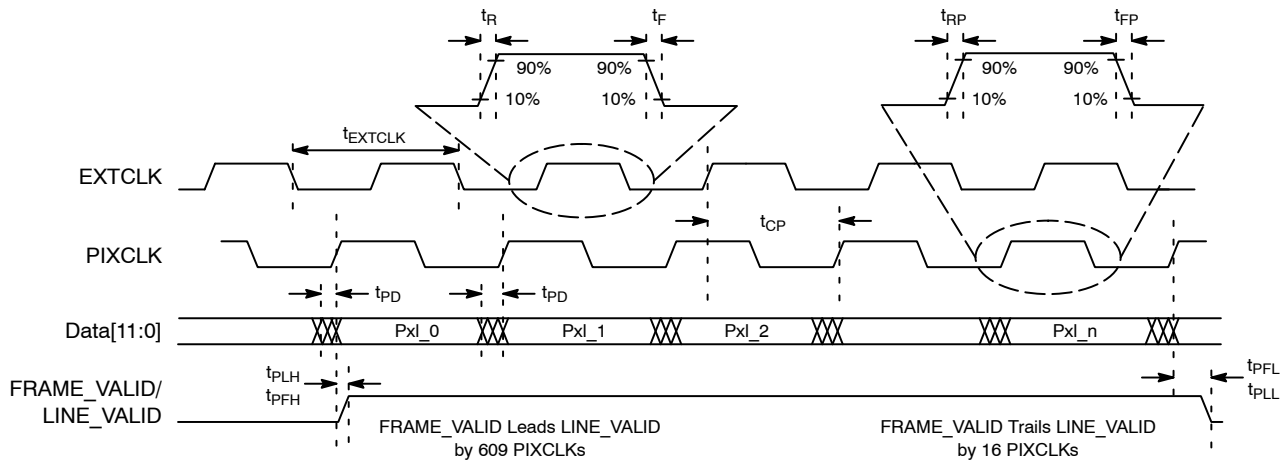 tR
tF
tRP
tFP
90%
90%
90%
90%
10%
10%
10%
10%
tEXTCLK
EXTCLK
tCP
PIXCLK
tPD
tPD
Data[11:0]
Pxl_0
Pxl_1
Pxl_2
Pxl_n
tPLH
tPFH
tPFL
tPLL
FRAME_VALID/
LINE_VALID
FRAME_VALID Leads LINE_VALID
by 609 PIXCLKs
FRAME_VALID Trails LINE_VALID
by 16 PIXCLKs